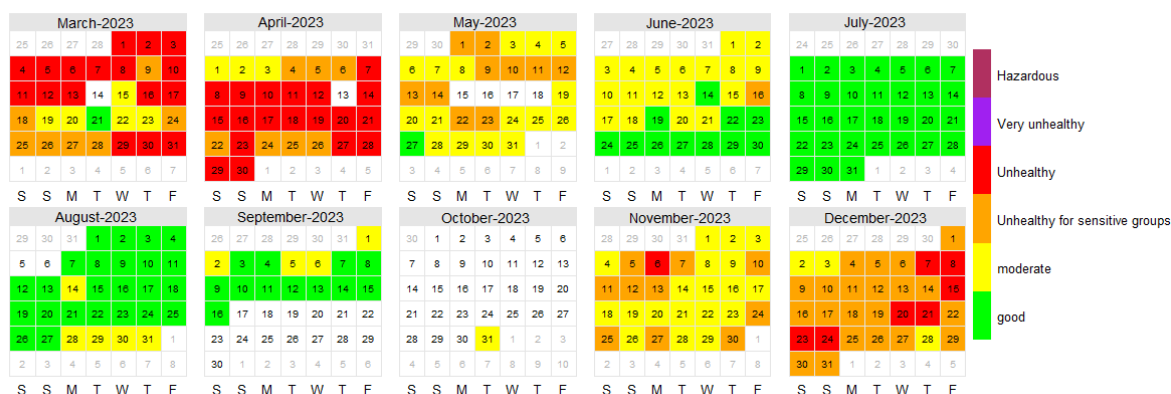 March-2023
25 26 27 28 1 2 3
4 5 6 7 8 9 10
11 12 13 14 15 16 17
18 19 20 21 22 23 24
25 26 27 28 29 30 31
1 2 3 4 5 6 7
S S M T W T F
April-2023
25 26 27 28 29 30 31
1 2 3 4 5 6 7
8 9 10 11 12 13 14
15 16 17 18 19 20 21
22 23 24 25 26 27 28
29 30 1 2 3 4 5
S S M T W T F
May-2023
29 30 1 2 3 4 5
6 7 8 9 10 11 12
13 14 15 16 17 18 19
20 21 22 23 24 25 26
27 28 29 30 31 1 2
3 4 5 6 7 8 9
S S M T W T F
June-2023
27 28 29 30 31 1 2
3 4 5 6 7 8 9
10 11 12 13 14 15 16
17 18 19 20 21 22 23
24 25 26 27 28 29 30
1 2 3 4 5 6 7
S S M T W T F
July-2023
24 25 26 27 28 29 30
1 2 3 4 5 6 7
8 9 10 11 12 13 14
15 16 17 18 19 20 21
22 23 24 25 26 27 28
29 30 31 1 2 3 4
S S M T W T F
August-2023
29 30 31 1 2 3 4
5 6 7 8 9 10 11
12 13 14 15 16 17 18
19 20 21 22 23 24 25
26 27 28 29 30 31 1
2 3 4 5 6 7 8
S S M T W T F
September-2023
26 27 28 29 30 31 1
2 3 4 5 6 7 8
9 10 11 12 13 14 15
16 17 18 19 20 21 22
23 24 25 26 27 28 29
30 1 2 3 4 5 6
S S M T W T F
October-2023
30 1 2 3 4 5 6
7 8 9 10 11 12 13
14 15 16 17 18 19 20
21 22 23 24 25 26 27
28 29 30 31 1 2 3
4 5 6 7 8 9 10
S S M T W T F
November-2023
28 29 30 31 1 2 3
4 5 6 7 8 9 10
11 12 13 14 15 16 17
18 19 20 21 22 23 24
25 26 27 28 29 30 1
2 3 4 5 6 7 8
S S M T W T F
December-2023
25 26 27 28 29 30 1
2 3 4 5 6 7 8
9 10 11 12 13 14 15
16 17 18 19 20 21 22
23 24 25 26 27 28 29
30 31 1 2 3 4 5
S S M T W T F
Hazardous
Very unhealthy
Unhealthy
Unhealthy for sensitive groups
moderate
good